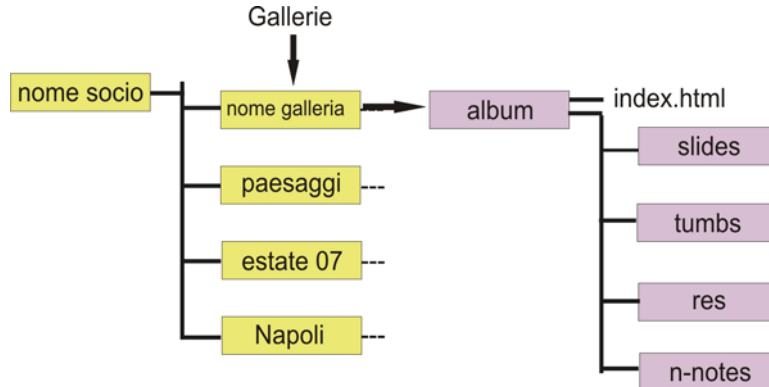 Gallerie
nome socio
nome galleria
album
index.html
slides
paesaggi
tumbs
estate 07
res
Napoli
n-notes